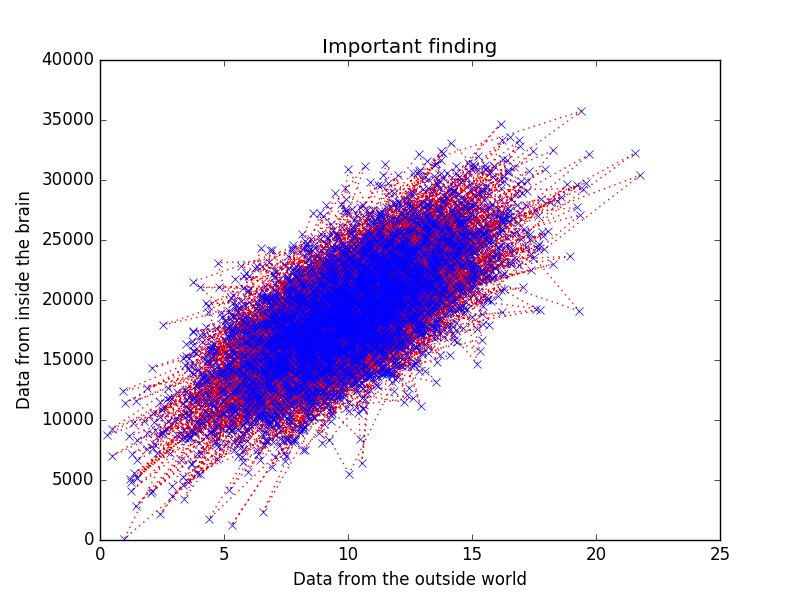 Important finding
40000
35000
30000
25000
20000
15000
10000
5000
0
Data from inside the brain
0 5 10 15 20 25
Data from the outside world